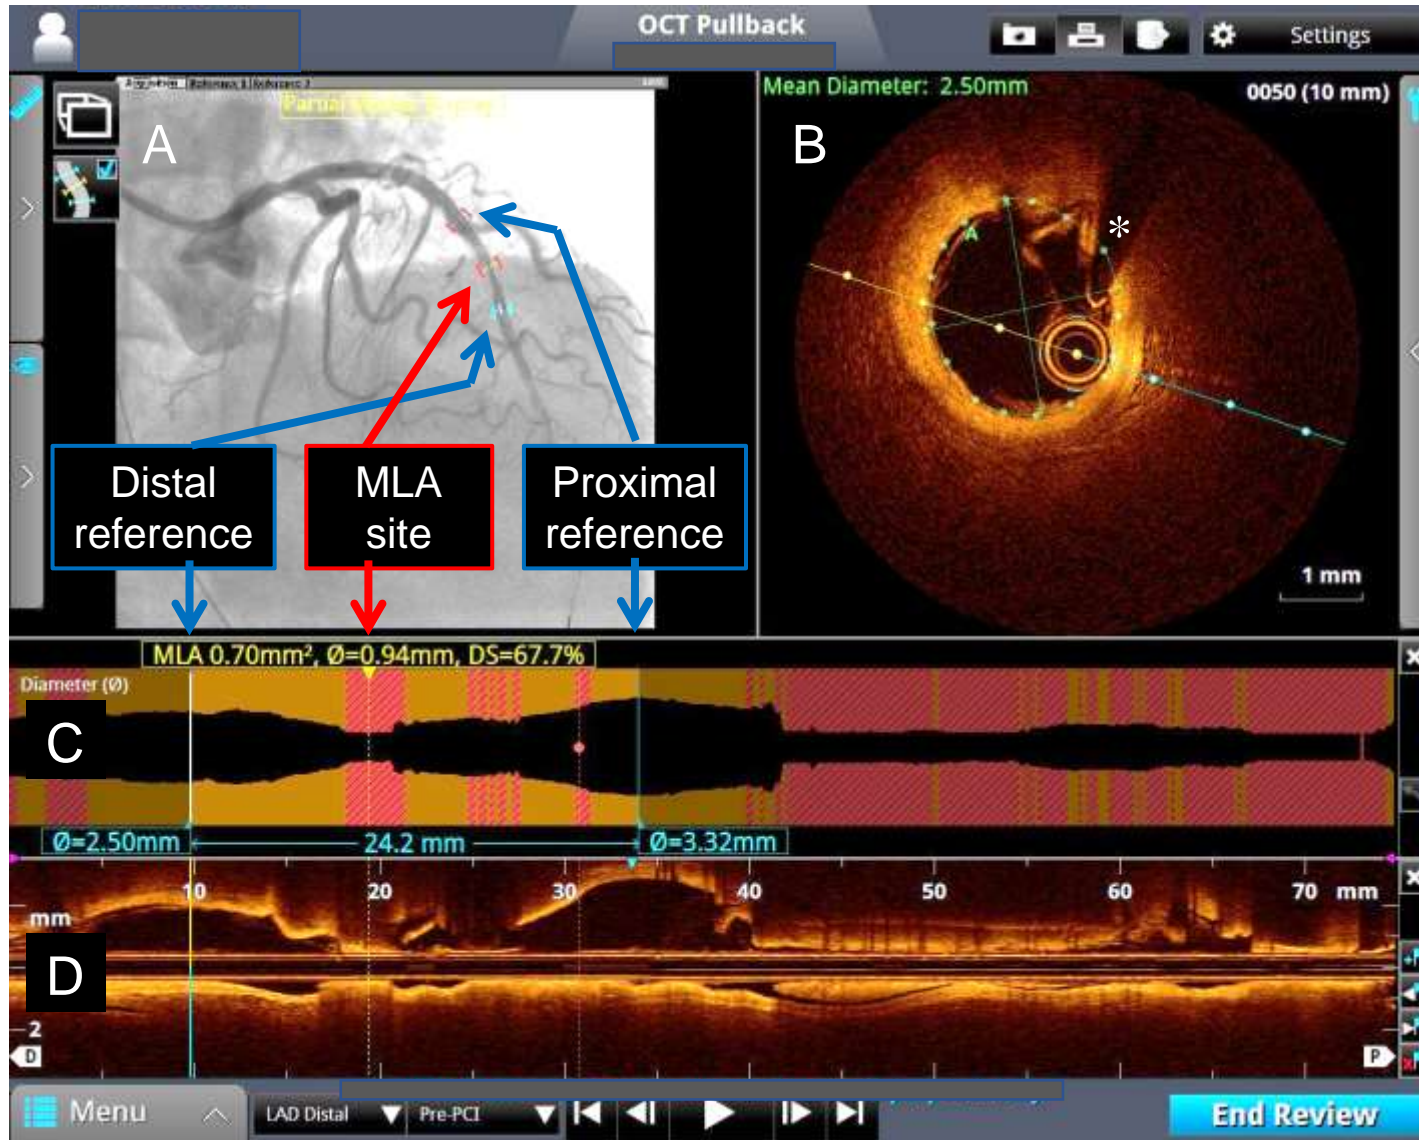 OCT Pullback
Settings
Mean Diameter: 2.50mm
0050 (10 mm)
A
B
A
*
Distal
reference
MLA
site
Proximal
reference
1 mm
MLA 0.70mm², Ø=0.94mm, DS=67.7%
Diameter (Ø)
C
Ø=2.50mm
24.2 mm
Ø=3.32mm
10 20 30 40 50 60 70 mm
mm
D
2
D
P
Menu
LAD Distal
Pre-PCI
End Review